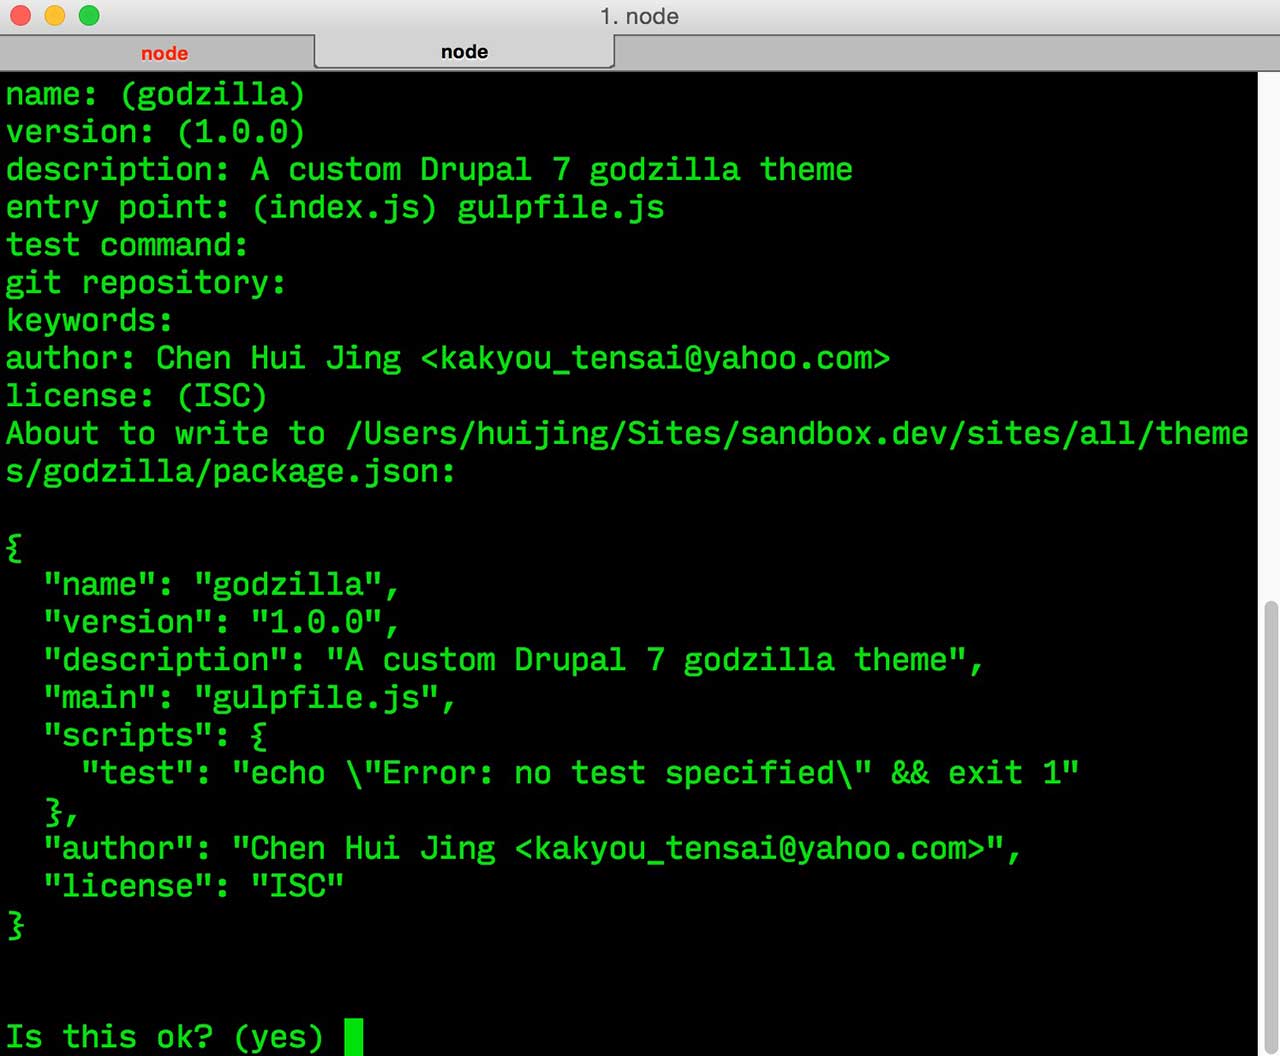 1. node
node
node
name: (godzilla)
version: (1.0.0)
description: A custom Drupal 7 godzilla theme
entry point: (index.js) gulpfile.js
test command:
git repository:
keywords:
author: Chen Hui Jing <kakyou_tensai@yahoo.com>
license: (ISC)
About to write to /Users/huijing/Sites/sandbox.dev/sites/all/theme
s/godzilla/package.json:

{
  "name": "godzilla",
  "version": "1.0.0",
  "description": "A custom Drupal 7 godzilla theme",
  "main": "gulpfile.js",
  "scripts": {
    "test": "echo \"Error: no test specified\" && exit 1"
  },
  "author": "Chen Hui Jing <kakyou_tensai@yahoo.com>",
  "license": "ISC"
}

Is this ok? (yes)